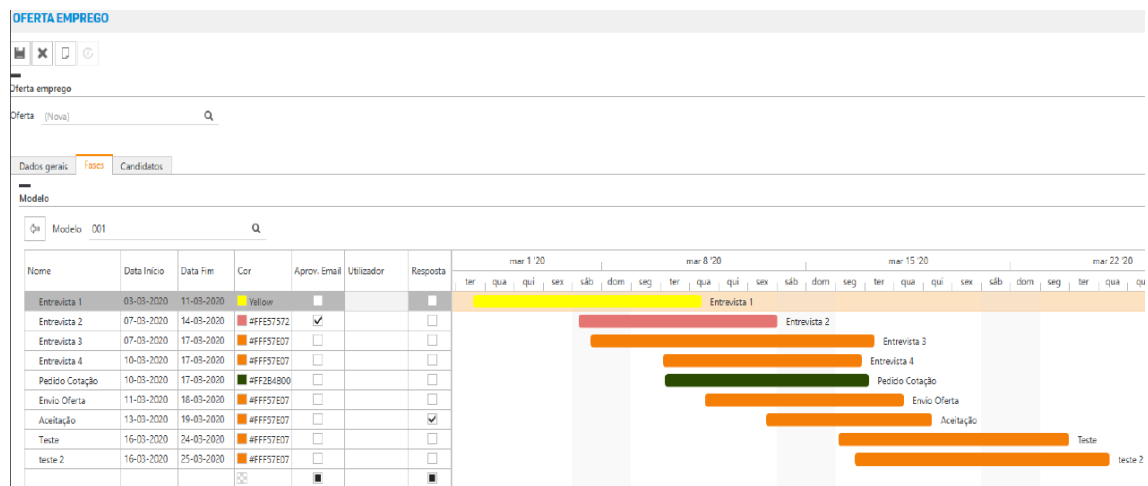 OFERTA EMPREGO
Oferta emprego
Oferta (Nova)
Dados gerais Fases Candidatos
Modelo
Modelo 001
Nome Data Início Data Fim Cor Aprov. Email Utilizador Resposta
mar 1 '20 mar 8 '20 mar 15 '20 mar 22 '20
ter qua qui sex sáb dom seg ter qua qui sex sáb dom seg ter qua qui sex sáb dom seg ter qua qu
Entrevista 1 03-03-2020 11-03-2020 Yellow Entrevista 1
Entrevista 2 07-03-2020 14-03-2020 #FFE57572 Entrevista 2
Entrevista 3 07-03-2020 17-03-2020 #FFF57E07 Entrevista 3
Entrevista 4 10-03-2020 17-03-2020 #FFF57E07 Entrevista 4
Pedido Cotação 10-03-2020 17-03-2020 #FF2B4B00 Pedido Cotação
Envio Oferta 11-03-2020 18-03-2020 #FFF57E07 Envio Oferta
Aceitação 13-03-2020 19-03-2020 #FFF57E07 Aceitação
Teste 16-03-2020 24-03-2020 #FFF57E07 Teste
teste 2 16-03-2020 25-03-2020 #FFF57E07 teste 2